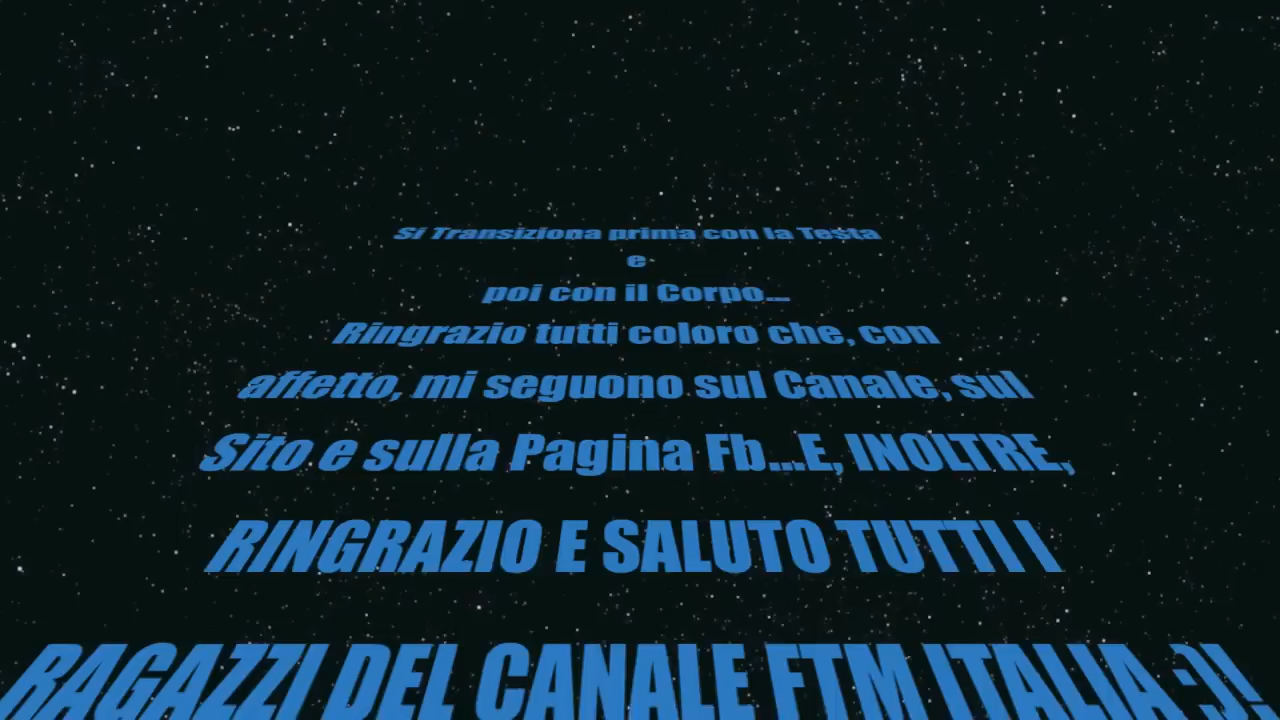 Si Transiziona prima con la Testa
e
poi con il Corpo...
Ringrazio tutti coloro che, con
affetto, mi seguono sul Canale, sul
Sito e sulla Pagina Fb...E, INOLTRE,
RINGRAZIO E SALUTO TUTTI I
RAGAZZI DEL CANALE FTM ITALIA :)!